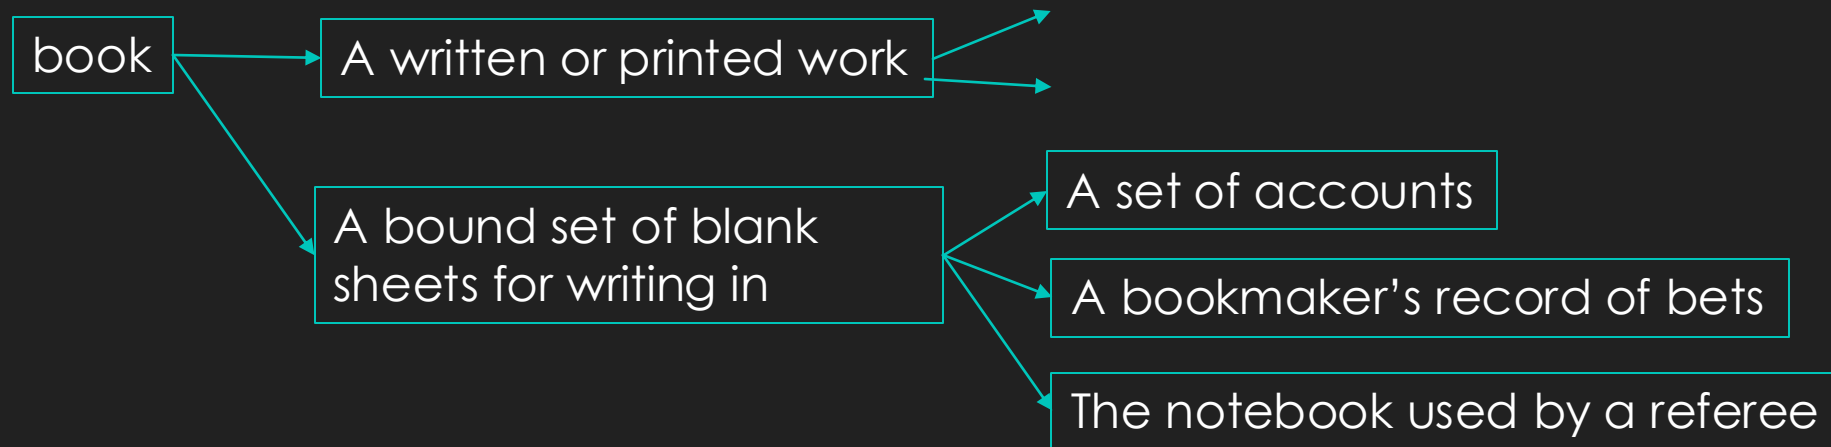 book
A written or printed work
A bound set of blank
sheets for writing in
A set of accounts
A bookmaker’s record of bets
The notebook used by a referee